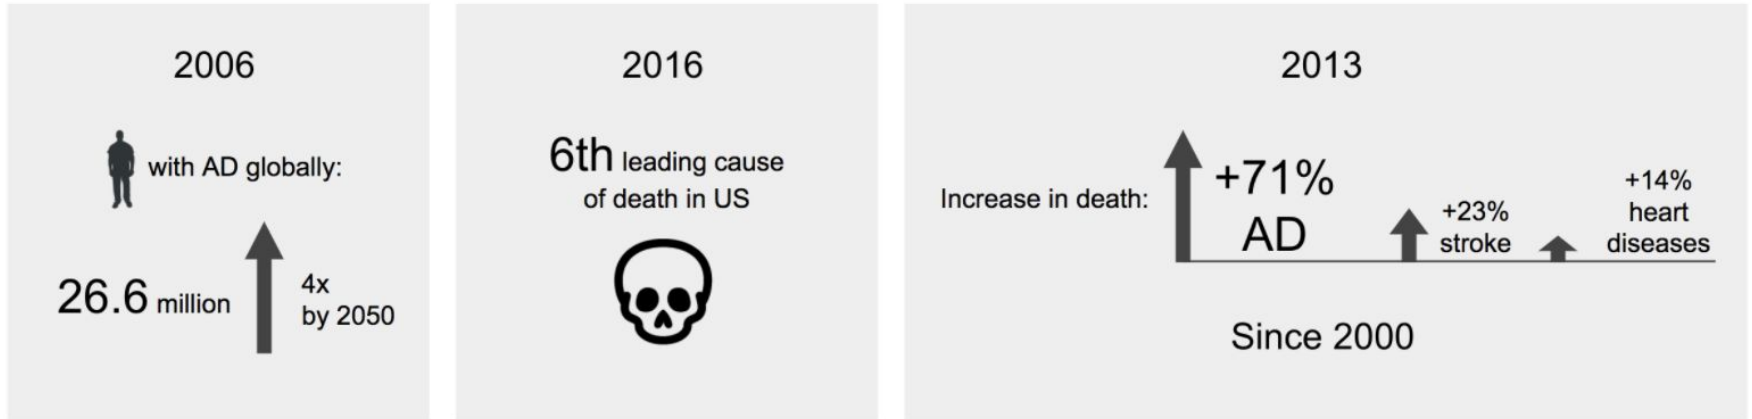 2006
with AD globally:
26.6 million
4x
by 2050
2016
6th leading cause
of death in US
2013
Increase in death:
+71%
AD
+23%
stroke
+14%
heart
diseases
Since 2000